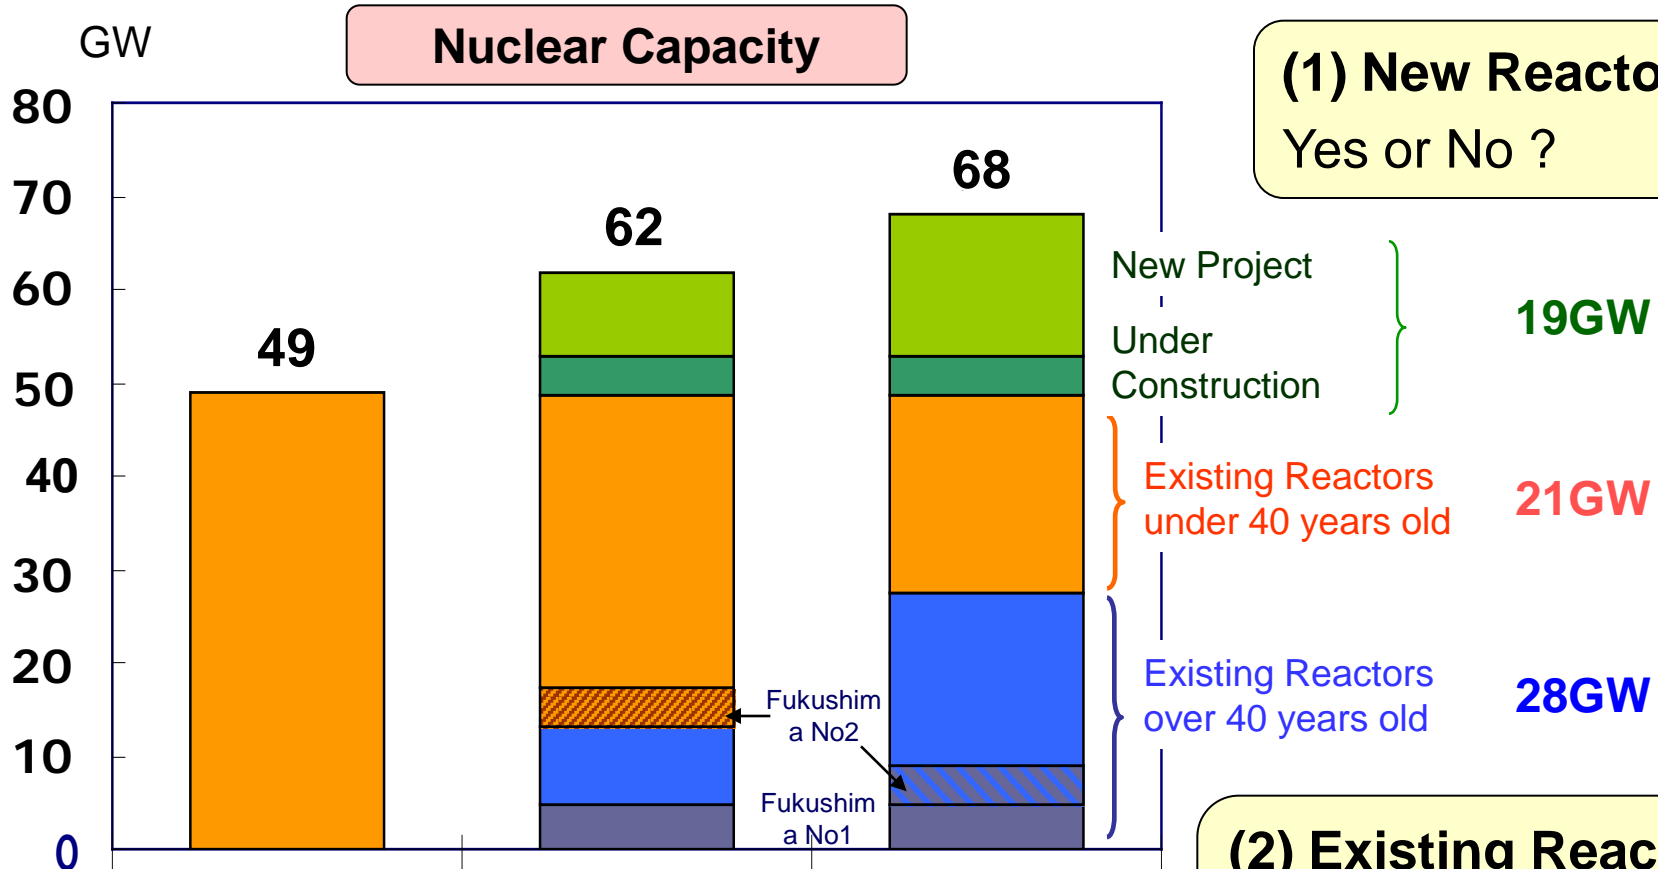 GW
Nuclear Capacity
(1) New Reacto
Yes or No ?
80
70
60
50
40
30
20
10
0
49
62
68
New Project
Under
Construction
19GW
Existing Reactors
under 40 years old
21GW
Existing Reactors
over 40 years old
28GW
Fukushim
a No2
Fukushim
a No1
(2) Existing Reac